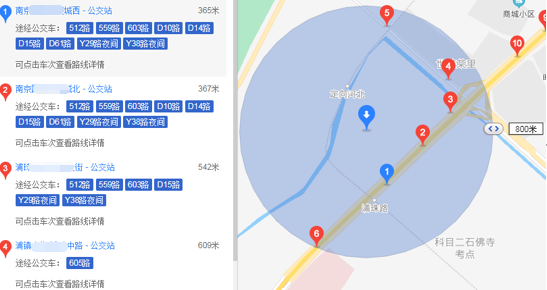 1
南京
城西 - 公交站
365米
途经公交车：
512路 559路 603路 D10路 D14路
D15路 D61路 Y29路夜间 Y38路夜间
可点击车次查看路线详情
2
南京
城北 - 公交站
367米
途经公交车：
512路 559路 603路 D10路 D14路
D15路 D61路 Y29路夜间 Y38路夜间
可点击车次查看路线详情
3
街 - 公交站
542米
途经公交车：
512路 559路 603路 D15路
Y29路夜间 Y38路夜间
可点击车次查看路线详情
4
中路 - 公交站
609米
途经公交车：
605路
可点击车次查看路线详情
5
商城小区
10
4
3
800米
2
1
浦珠路
6
科目二石佛寺
考点